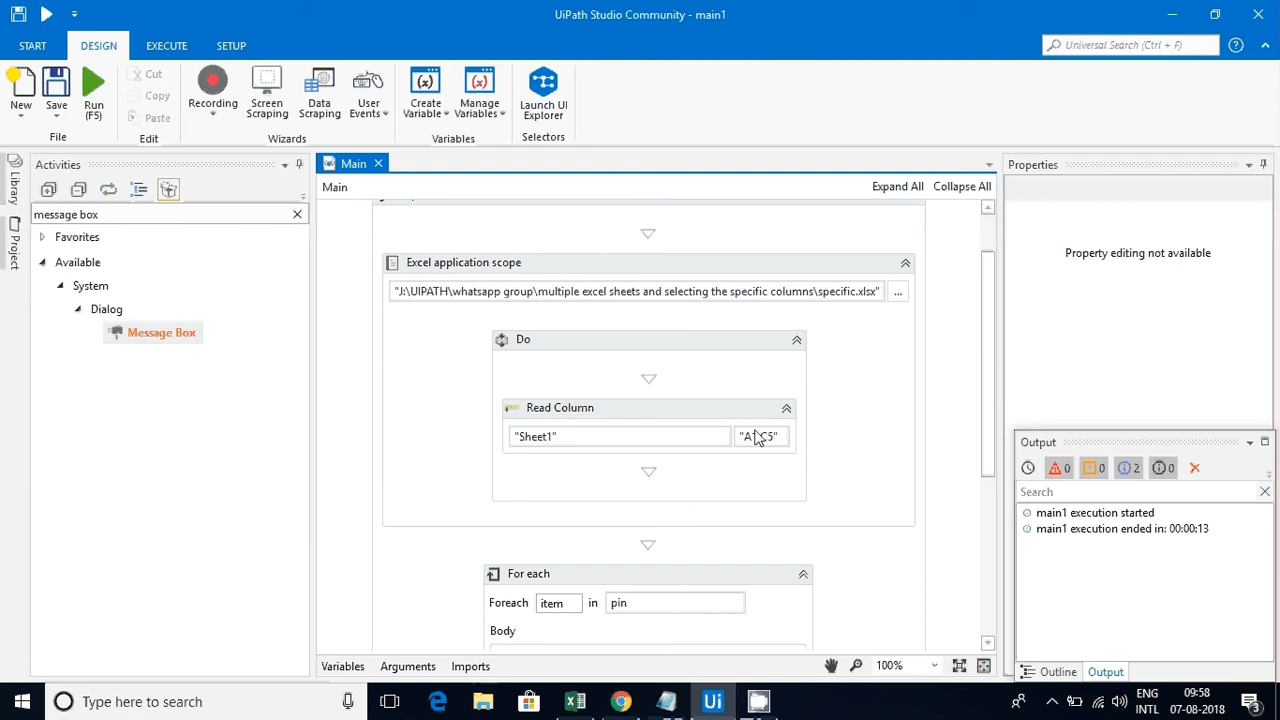 UiPath Studio Community - main1
START DESIGN EXECUTE SETUP
Universal Search (Ctrl + F)
New Save Run (F5)
Cut
Copy
Paste
Recording Screen Scraping Data Scraping User Events
Create Variable Manage Variables
Launch UI Explorer
File Edit Wizards Variables Selectors
Library
Project
Activities
message box
Favorites
Available
System
Dialog
Message Box
Main
Main Expand All Collapse All
Excel application scope
"J:\UIPATH\whatsapp group\multiple excel sheets and selecting the specific columns\specific.xlsx" ...
Do
Read Column
"Sheet1"
For each
Foreach item in pin
Body
Variables Arguments Imports 100%
Properties
Property editing not available
Output
0 0 2 0
Search
main1 execution started
main1 execution ended in: 00:00:13
Outline Output
Type here to search
Ui
ENG
INTL
09:58
07-08-2018
3